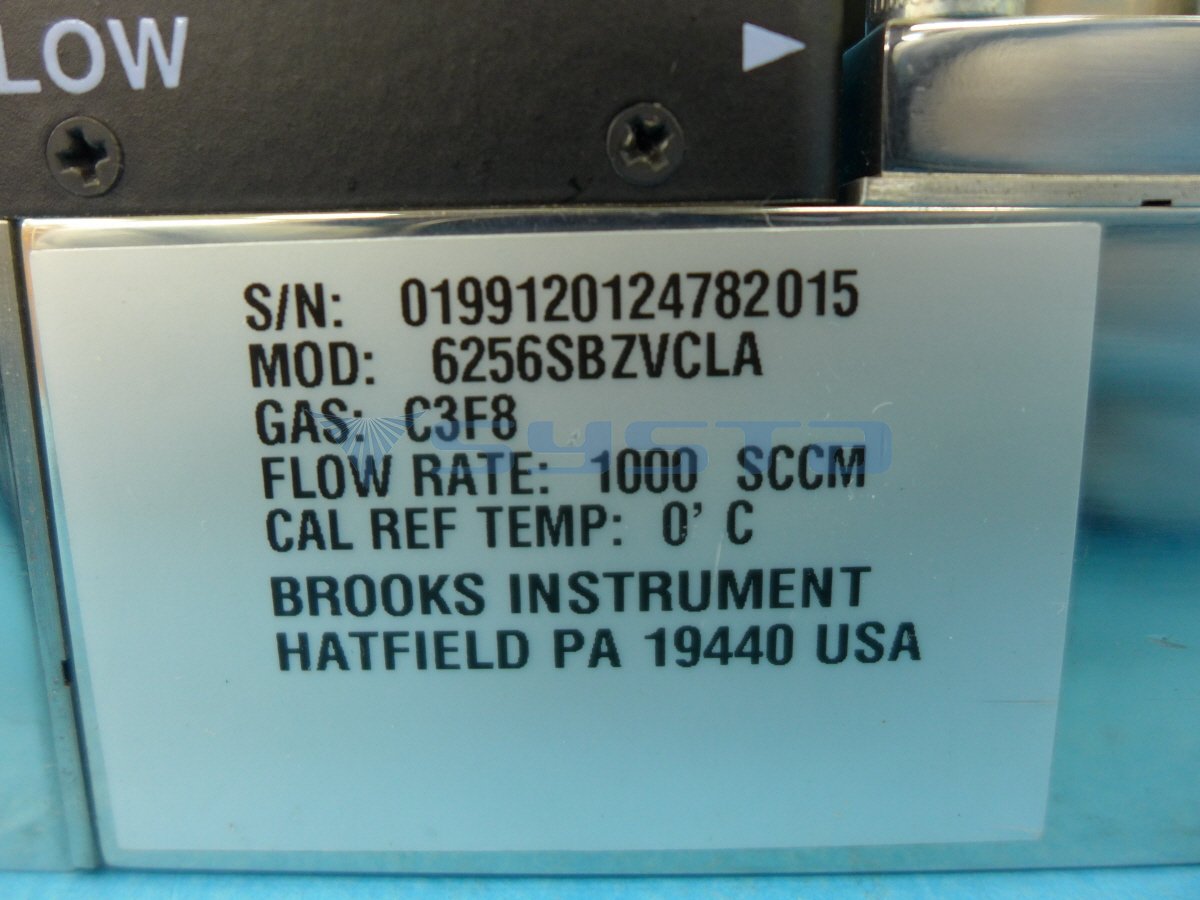 LOW
S/N: 0199120124782015
MOD: 6256SBZVCLA
GAS: C3F8
SYSTA
FLOW RATE: 1000 SCCM
CAL REF TEMP: 0' C
BROOKS INSTRUMENT
HATFIELD PA 19440 USA